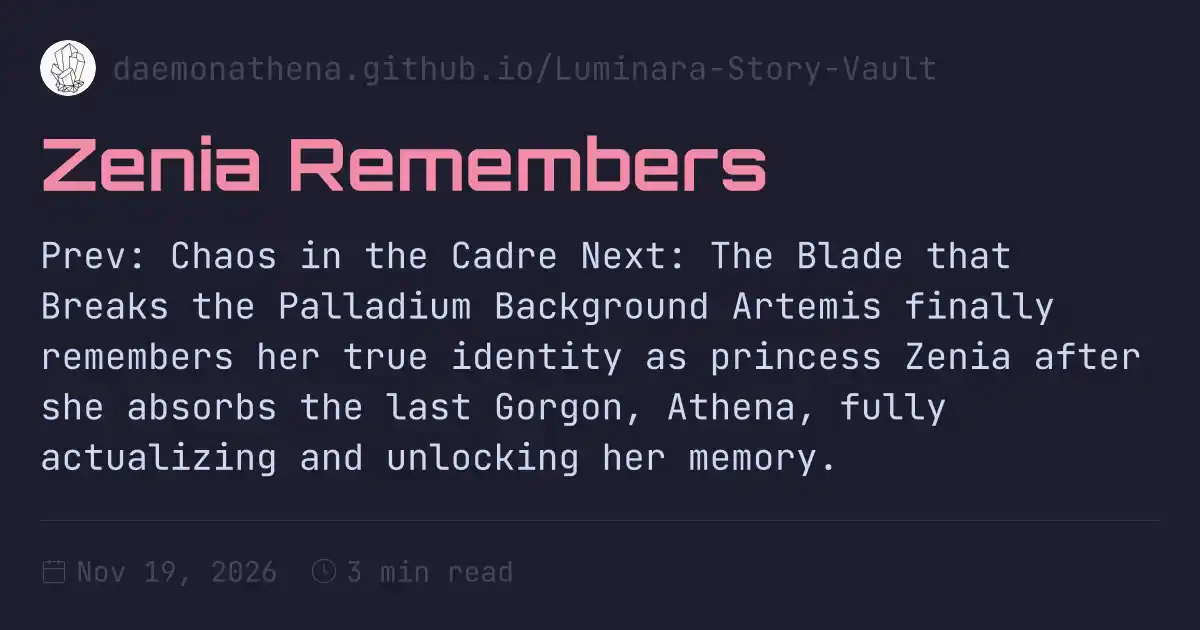 daemonathena.github.io/Luminara-Story-Vault
Zenia Remembers
Prev: Chaos in the Cadre Next: The Blade that
Breaks the Palladium Background Artemis finally
remembers her true identity as princess Zenia after
she absorbs the last Gorgon, Athena, fully
actualizing and unlocking her memory.
Nov 19, 2026 3 min read